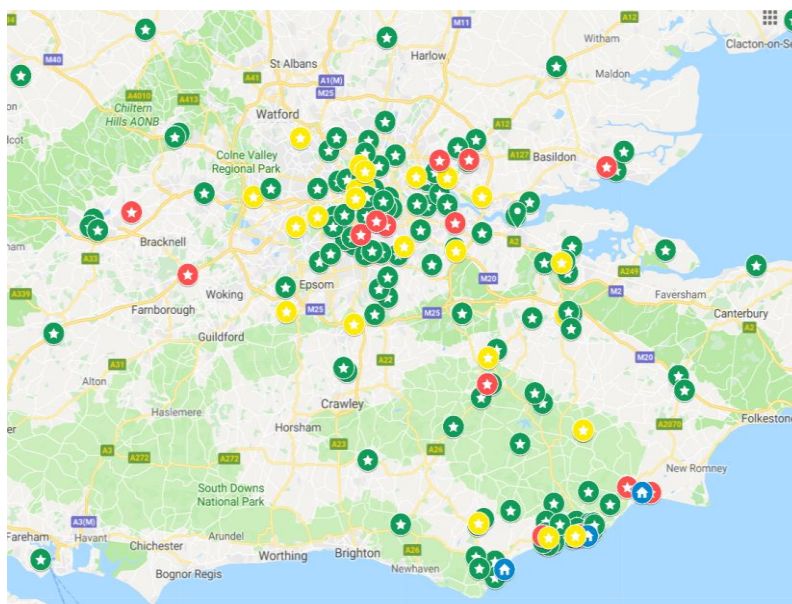 A12
M11
Witham
Clacton-on-Se
M40
St Albans
Harlow
A41
A1(M)
Maldon
M25
A4010
A413
Chiltern
Hills AONB
Watford
A12
Colne Valley
Regional Park
A127
Basildon
Bracknell
A2
A33
A339
Woking
Epsom
M20
A249
Farnborough
M25
M25
M2
Faversham
Canterbury
A2
Guildford
M20
A31
A22
Alton
Crawley
Haslemere
Horsham
Folkeston
A3
A272
A272
A23
A26
A2070
New Romney
South Downs
National Park
A3(M)
Fareham
Havant
Chichester
Arundel
Worthing
Brighton
A26
Newhaven
Bognor Regis